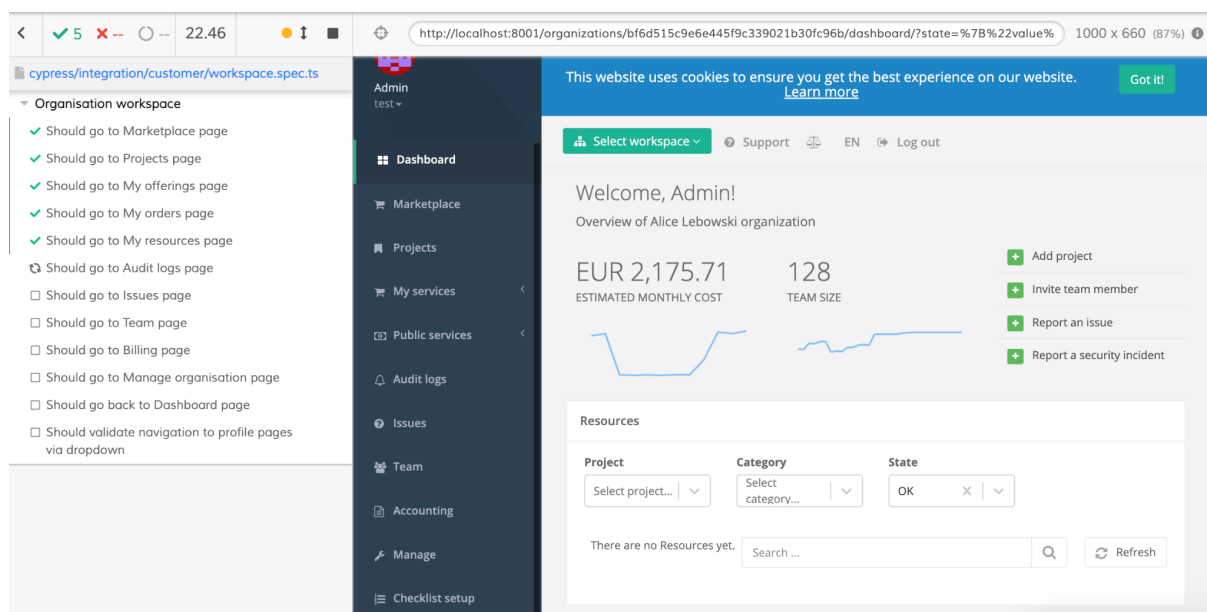 5 -- -- 22.46
http://localhost:8001/organizations/bf6d515c9e6e445f9c339021b30fc96b/dashboard/?state=%7B%22value% 1000 x 660 (87%)
cypress/integration/customer/workspace.spec.ts
Organisation workspace
Should go to Marketplace page
Should go to Projects page
Should go to My offerings page
Should go to My orders page
Should go to My resources page
Should go to Audit logs page
Should go to Issues page
Should go to Team page
Should go to Billing page
Should go to Manage organisation page
Should go back to Dashboard page
Should validate navigation to profile pages
via dropdown
Admin
test
Dashboard
Marketplace
Projects
My services
Public services
Audit logs
Issues
Team
Accounting
Manage
Checklist setup
This website uses cookies to ensure you get the best experience on our website.
Learn more
Got it!
Select workspace Support EN Log out
Welcome, Admin!
Overview of Alice Lebowski organization
EUR 2,175.71
ESTIMATED MONTHLY COST
128
TEAM SIZE
Add project
Invite team member
Report an issue
Report a security incident
Resources
Project
Select project...
Category
Select
category...
State
OK
There are no Resources yet.
Search ...
Refresh